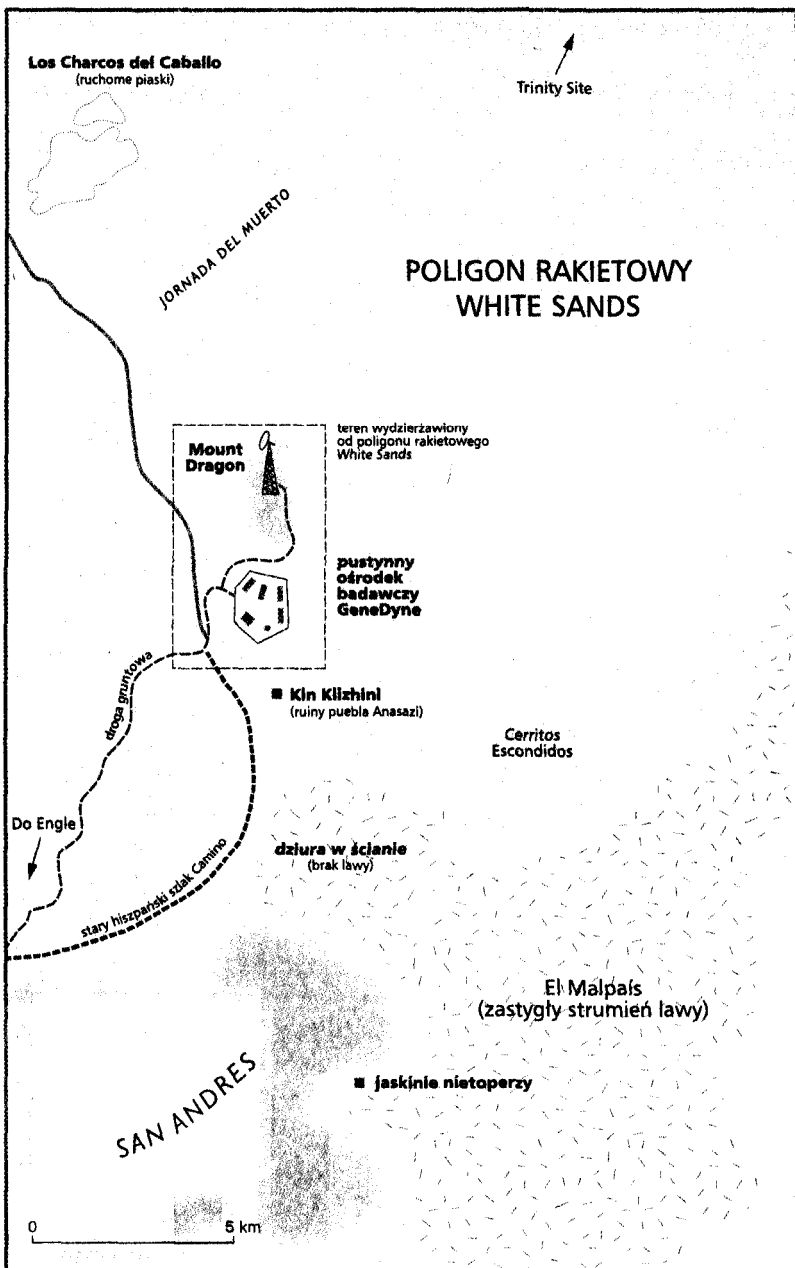 Los Charcos del Caballo
(ruchome piaski)
Trinity Site
JORNADA DEL MUERTO
POLIGON RAKIETOWY
WHITE SANDS
teren wydzierżawiony
od poligonu rakietowego
White Sands
Mount
Dragon
pustynny
ośrodek
badawczy
GeneDyne
droga gruntowa
Kin Klizhini
(ruiny puebla Anasazi)
Cerritos
Escondidos
Do Engle
dziura w ścianie
(brak lawy)
stary hiszpański szlak Camino
El Malpaís
(zastygły strumień lawy)
SAN ANDRES
jaskinie nietoperzy
0 5 km